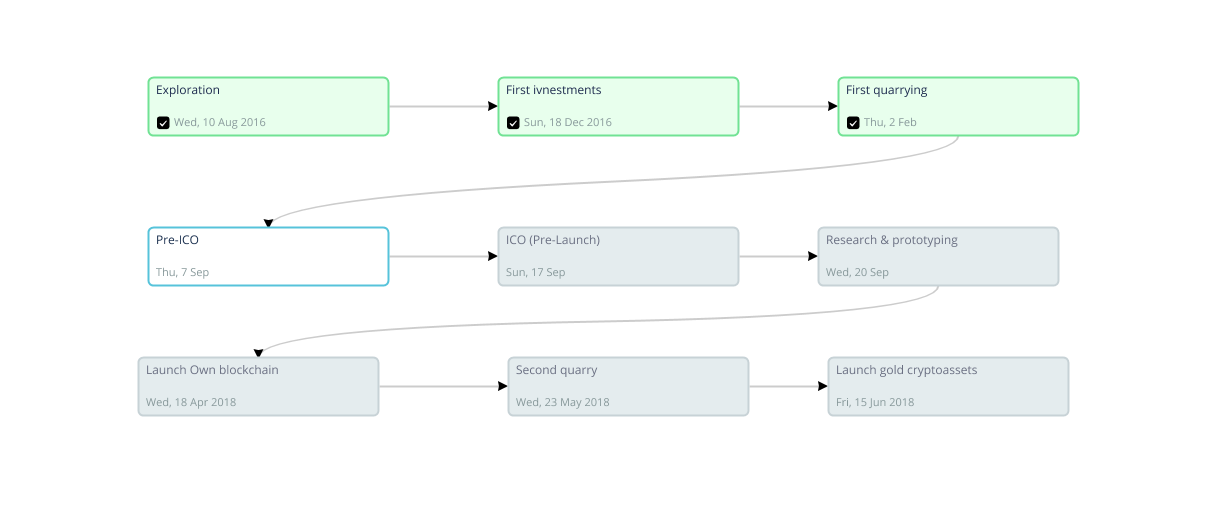 Exploration
Wed, 10 Aug 2016
First ivnestments
Sun, 18 Dec 2016
First quarrying
Thu, 2 Feb
Pre-ICO
Thu, 7 Sep
ICO (Pre-Launch)
Sun, 17 Sep
Research & prototyping
Wed, 20 Sep
Launch Own blockchain
Wed, 18 Apr 2018
Second quarry
Wed, 23 May 2018
Launch gold cryptoassets
Fri, 15 Jun 2018